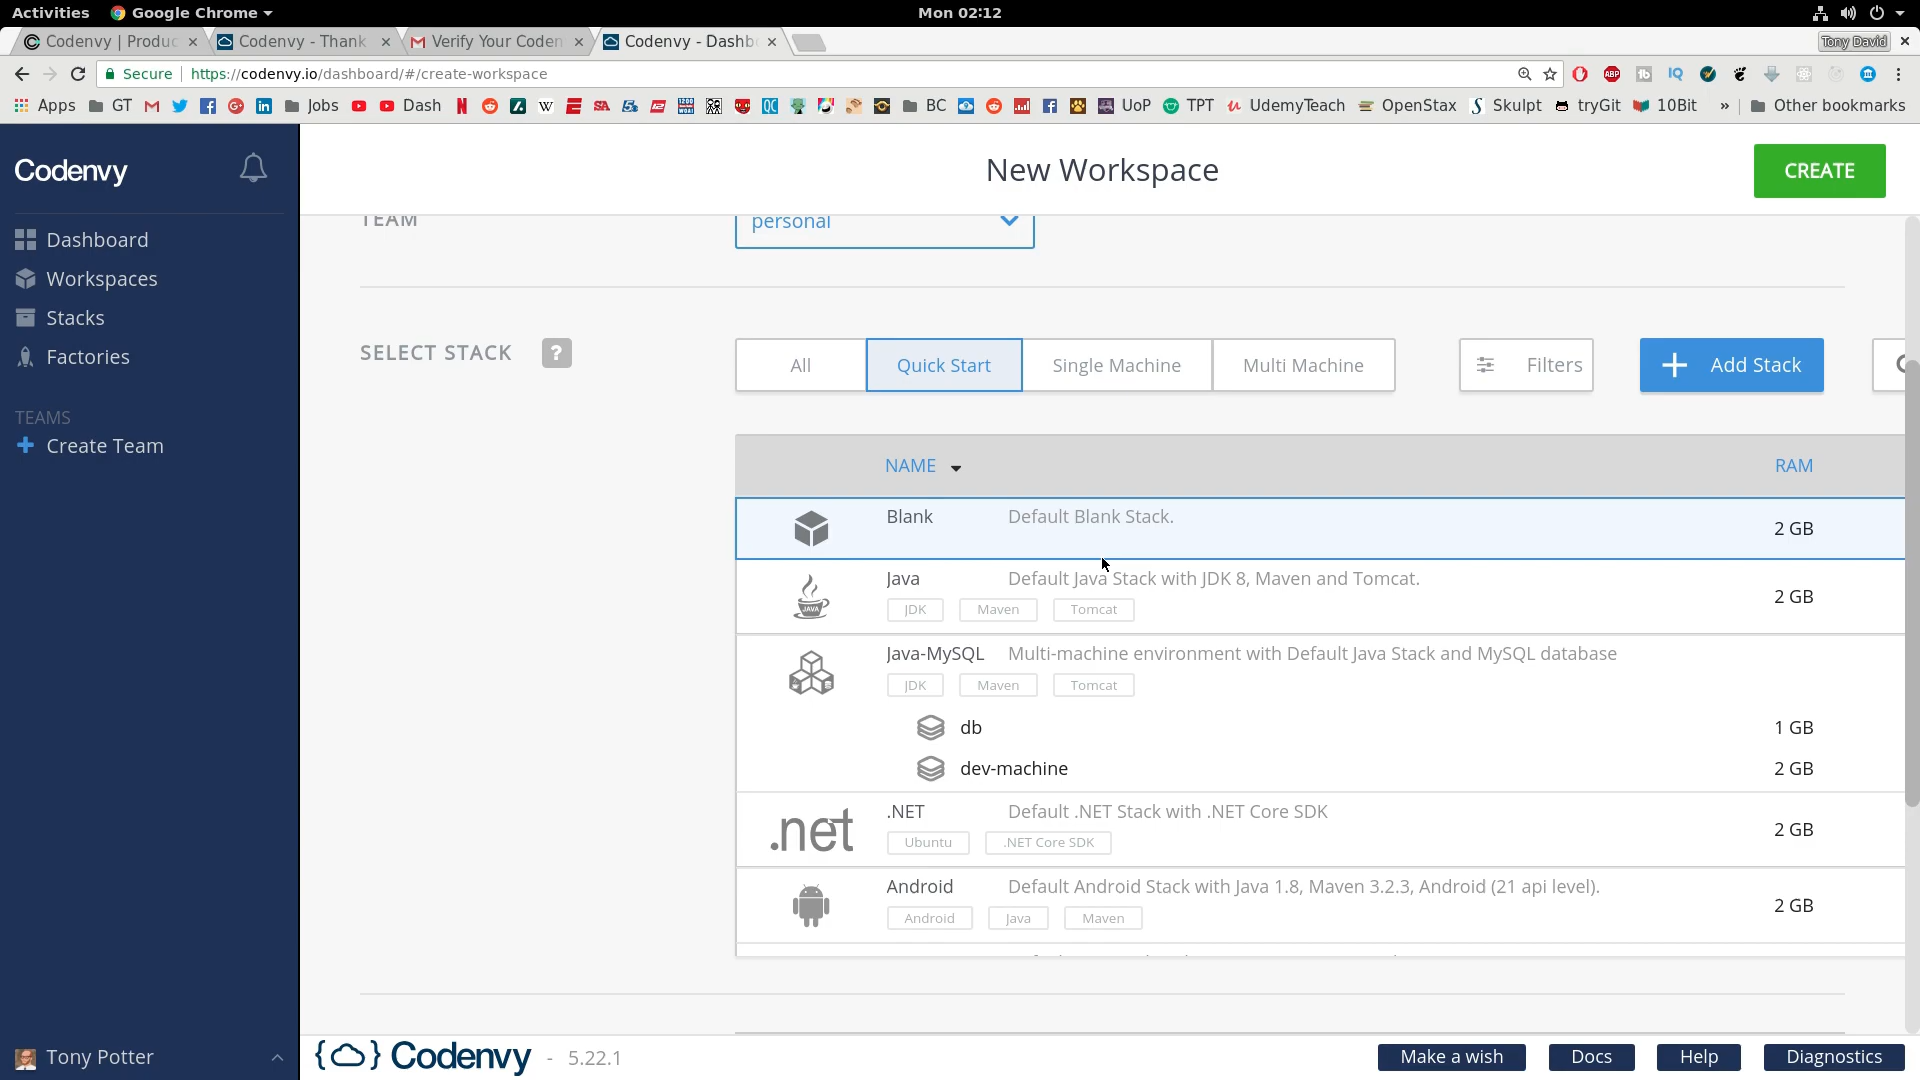 Activities Google Chrome Mon 02:12
Codenvy | Produc Codenvy - Thank Verify Your Coden Codenvy - Dashb Tony David
Secure https://codenvy.io/dashboard/#/create-workspace
Apps GT Jobs Dash BC UoP TPT UdemyTeach OpenStax Skulpt tryGit 10Bit » Other bookmarks
Codenvy
New Workspace
CREATE
Dashboard
Workspaces
Stacks
Factories
TEAMS
Create Team
TEAM personal
SELECT STACK ?
All Quick Start Single Machine Multi Machine Filters Add Stack
NAME RAM
Blank Default Blank Stack. 2 GB
Java Default Java Stack with JDK 8, Maven and Tomcat. 2 GB
JDK Maven Tomcat
Java-MySQL Multi-machine environment with Default Java Stack and MySQL database
JDK Maven Tomcat
db 1 GB
dev-machine 2 GB
.net .NET Default .NET Stack with .NET Core SDK 2 GB
Ubuntu .NET Core SDK
Android Default Android Stack with Java 1.8, Maven 3.2.3, Android (21 api level). 2 GB
Android Java Maven
Tony Potter
{ } Codenvy - 5.22.1
Make a wish Docs Help Diagnostics